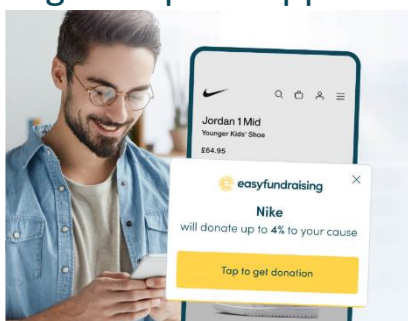 Jordan 1 Mid
Younger Kids' Shoe
£64.95
easyfundraising
Nike
will donate up to 4% to your cause
Tap to get donation